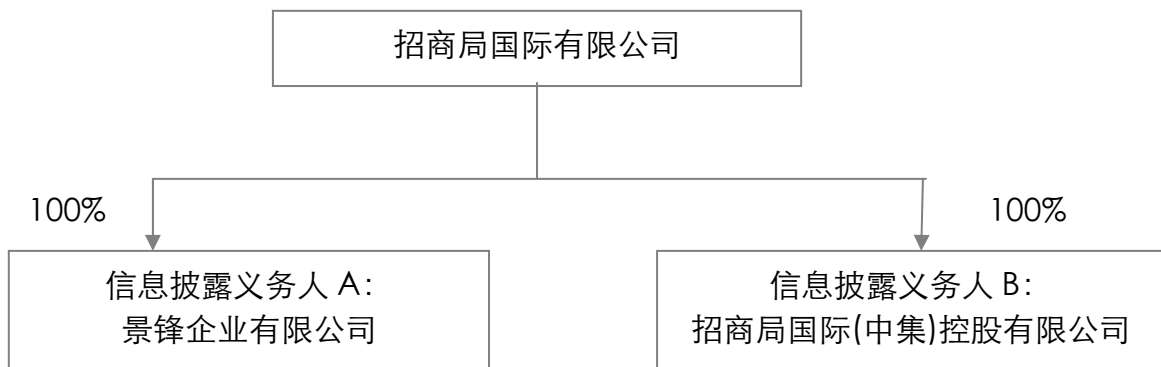 招商局国际有限公司
100%
100%
信息披露义务人 A：
景锋企业有限公司
信息披露义务人 B：
招商局国际(中集)控股有限公司